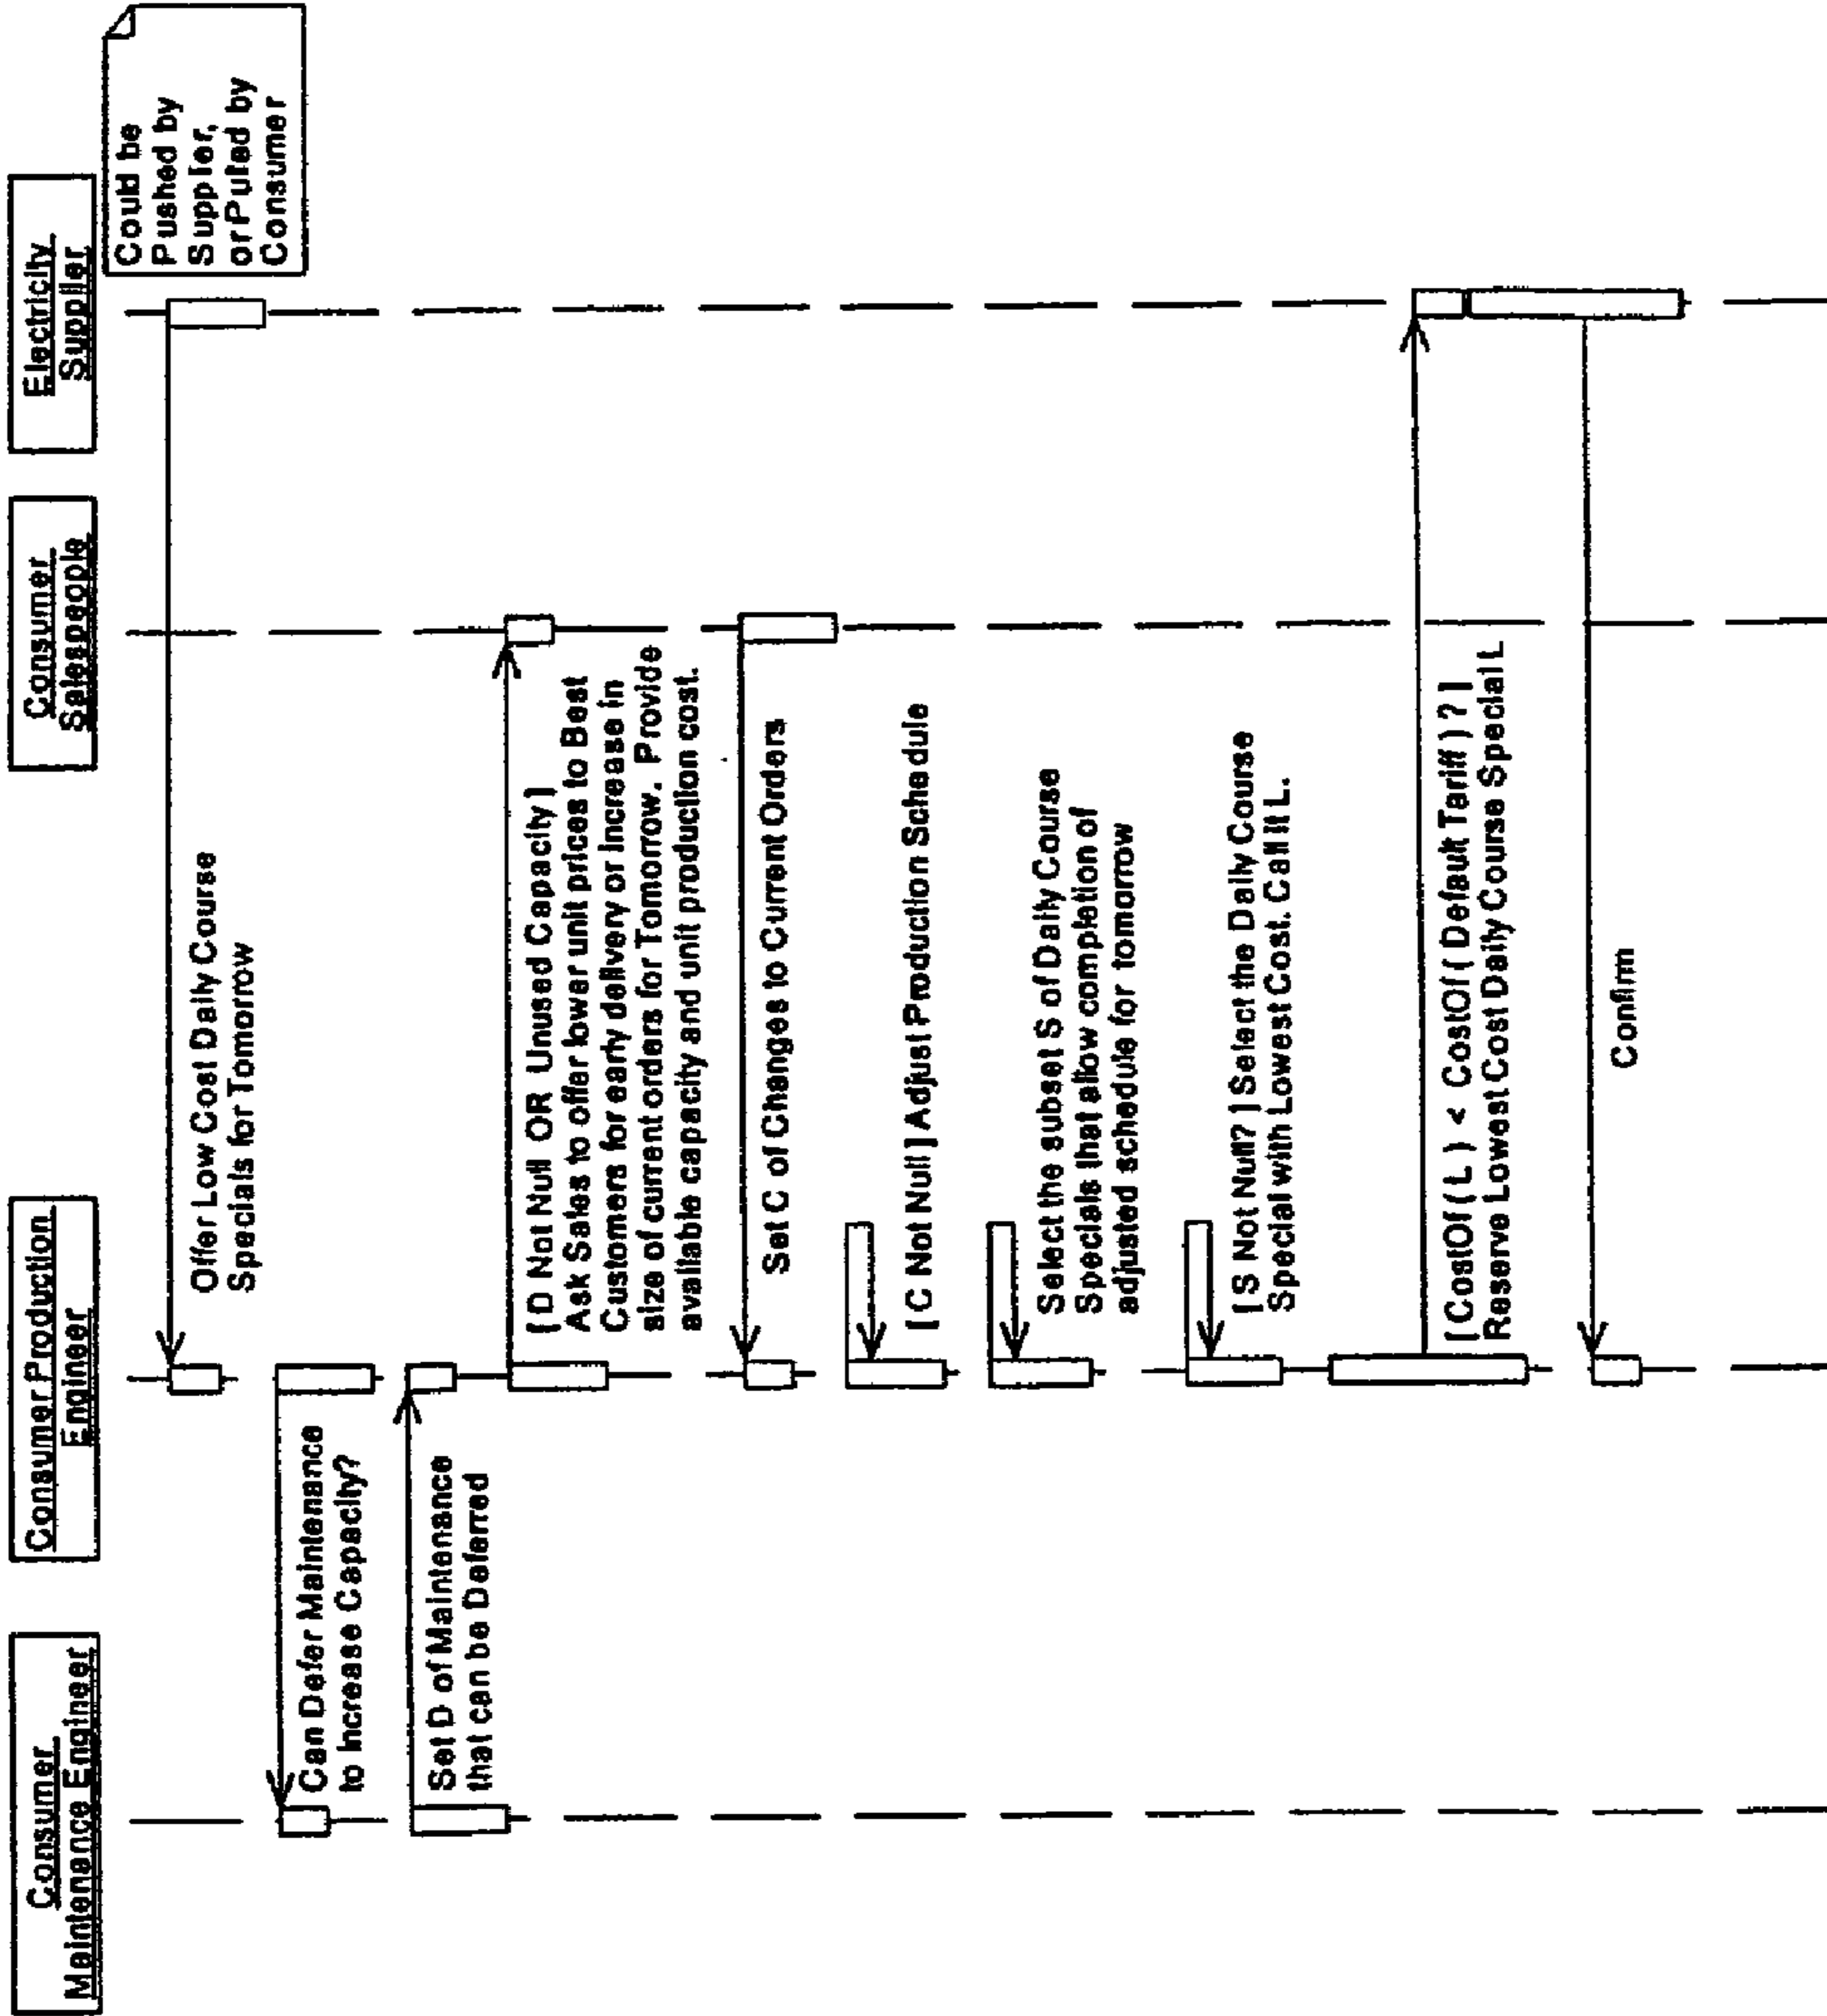 Consumer
Maintenance Engineer
Consumer Production
Engineer
Consumer
Salespeople
Electricity
Supplier
Could be
Pushed by
Supplier,
or Pulled by
Consumer
Offer Low Cost Daily Course
Specials for Tomorrow
Can Defer Maintenance
to Increase Capacity?
Set D of Maintenance
that can be Deferred
[ D Not Null OR Unused Capacity ]
Ask Sales to offer lower unit prices to Best
Customers for early delivery or increase in
size of current orders for Tomorrow. Provide
available capacity and unit production cost.
Set C of Changes to Current Orders
[ C Not Null ] Adjust Production Schedule
Select the subset S of Daily Course
Specials that allow completion of
adjusted schedule for tomorrow
[ S Not Null? ] Select the Daily Course
Special with Lowest Cost. Call it L.
[ CostOf ( L ) < CostOf ( Default Tariff ) ? ]
Reserve Lowest Cost Daily Course Special L
Confirm